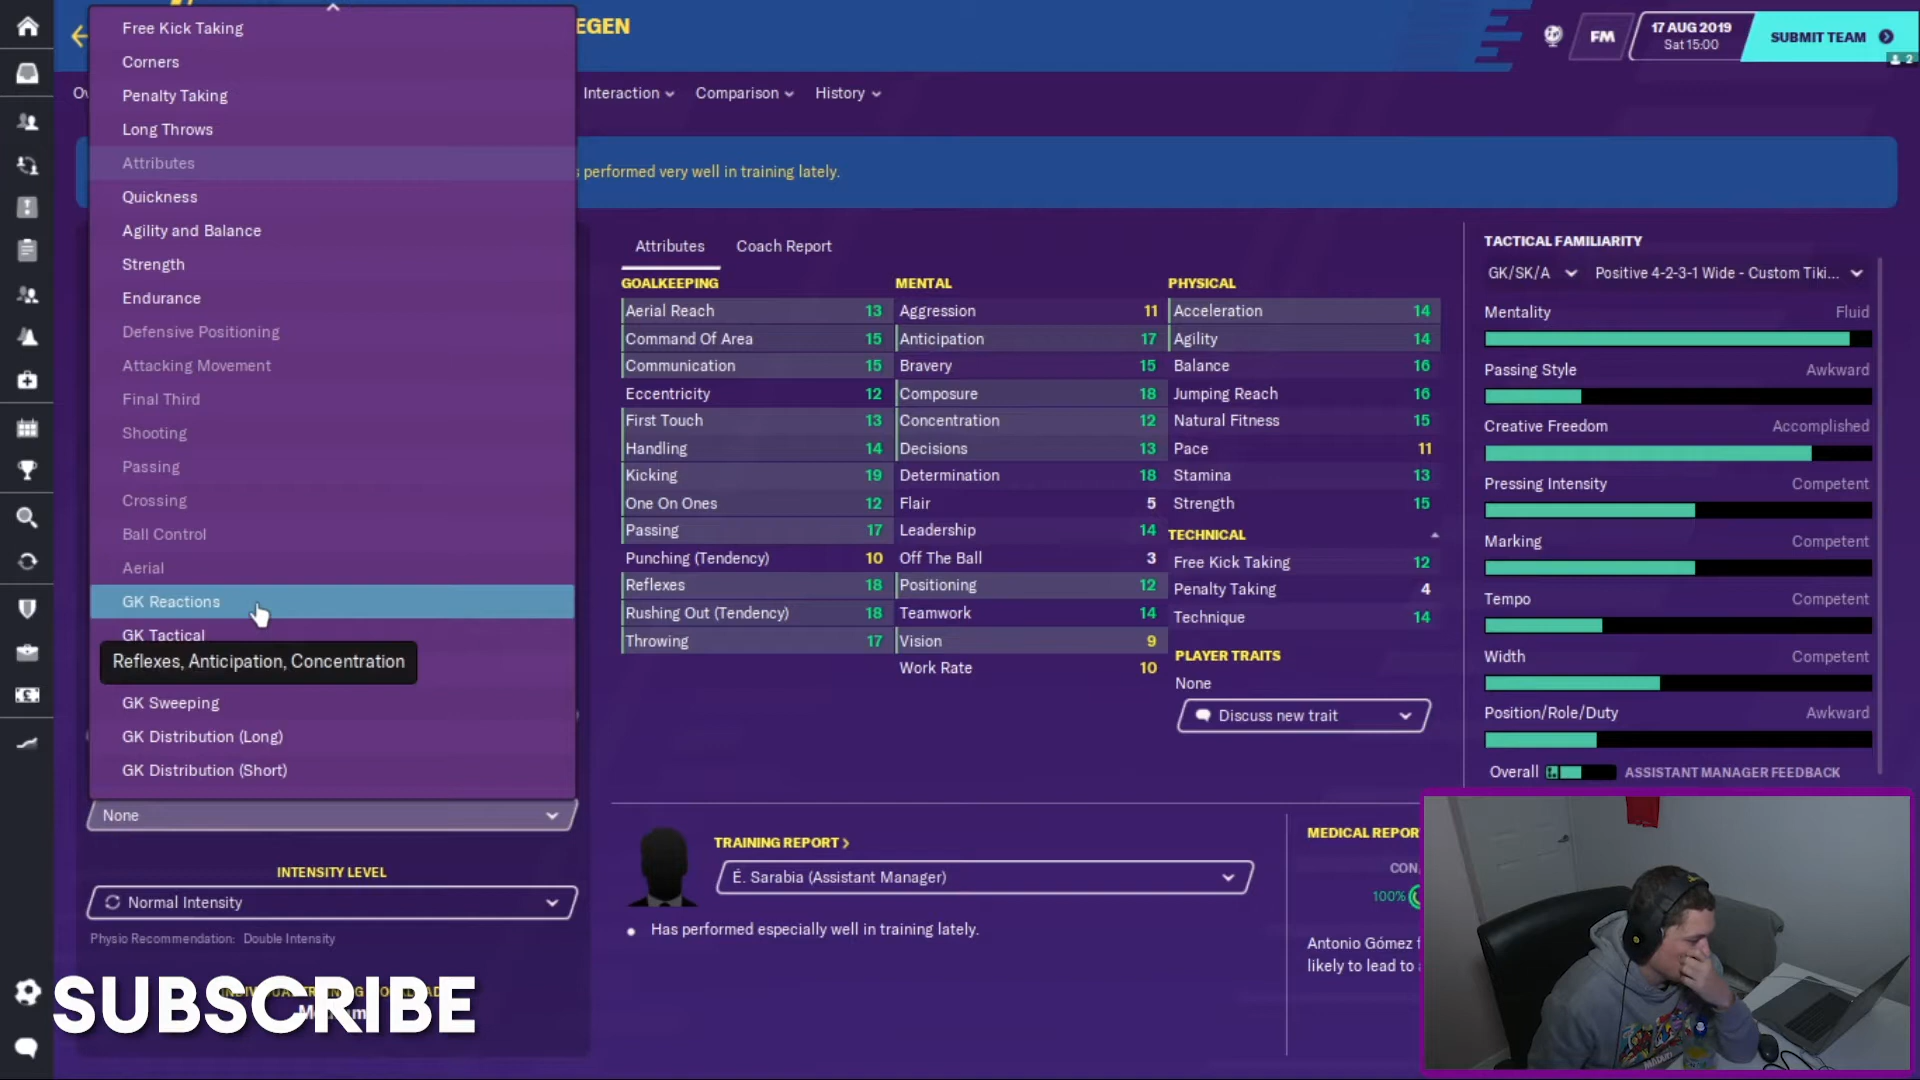 EGEN
FM
17 AUG 2019
Sat 15:00
SUBMIT TEAM
2
Ov
Interaction
Comparison
History
s performed very well in training lately.
Free Kick Taking
Corners
Penalty Taking
Long Throws
Attributes
Quickness
Agility and Balance
Strength
Endurance
Defensive Positioning
Attacking Movement
Final Third
Shooting
Passing
Crossing
Ball Control
Aerial
GK Reactions
GK Tactical
Reflexes, Anticipation, Concentration
GK Sweeping
GK Distribution (Long)
GK Distribution (Short)
None
INTENSITY LEVEL
Normal Intensity
Physio Recommendation: Double Intensity
SUBSCRIBE
Attributes
Coach Report
GOALKEEPING
Aerial Reach 13
Command Of Area 15
Communication 15
Eccentricity 12
First Touch 13
Handling 14
Kicking 19
One On Ones 12
Passing 17
Punching (Tendency) 10
Reflexes 18
Rushing Out (Tendency) 18
Throwing 17
MENTAL
Aggression 11
Anticipation 17
Bravery 15
Composure 18
Concentration 12
Decisions 13
Determination 18
Flair 5
Leadership 14
Off The Ball 3
Positioning 12
Teamwork 14
Vision 9
Work Rate 10
PHYSICAL
Acceleration 14
Agility 14
Balance 16
Jumping Reach 16
Natural Fitness 15
Pace 11
Stamina 13
Strength 15
TECHNICAL
Free Kick Taking 12
Penalty Taking 4
Technique 14
PLAYER TRAITS
None
Discuss new trait
TACTICAL FAMILIARITY
GK/SK/A
Positive 4-2-3-1 Wide - Custom Tiki...
Mentality Fluid
Passing Style Awkward
Creative Freedom Accomplished
Pressing Intensity Competent
Marking Competent
Tempo Competent
Width Competent
Position/Role/Duty Awkward
Overall
ASSISTANT MANAGER FEEDBACK
TRAINING REPORT
É. Sarabia (Assistant Manager)
Has performed especially well in training lately.
MEDICAL REPOR
CON
100%
Antonio Gómez f
likely to lead to a